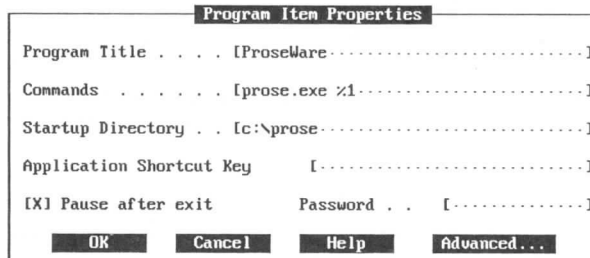 Program Item Properties
Program Title . . . . [ProseWare····························]
Commands . . . . . . [prose.exe %1·························]
Startup Directory . . [c:\prose·····························]
Application Shortcut Key [·····························]
[X] Pause after exit Password . . [·············]
OK Cancel Help Advanced...